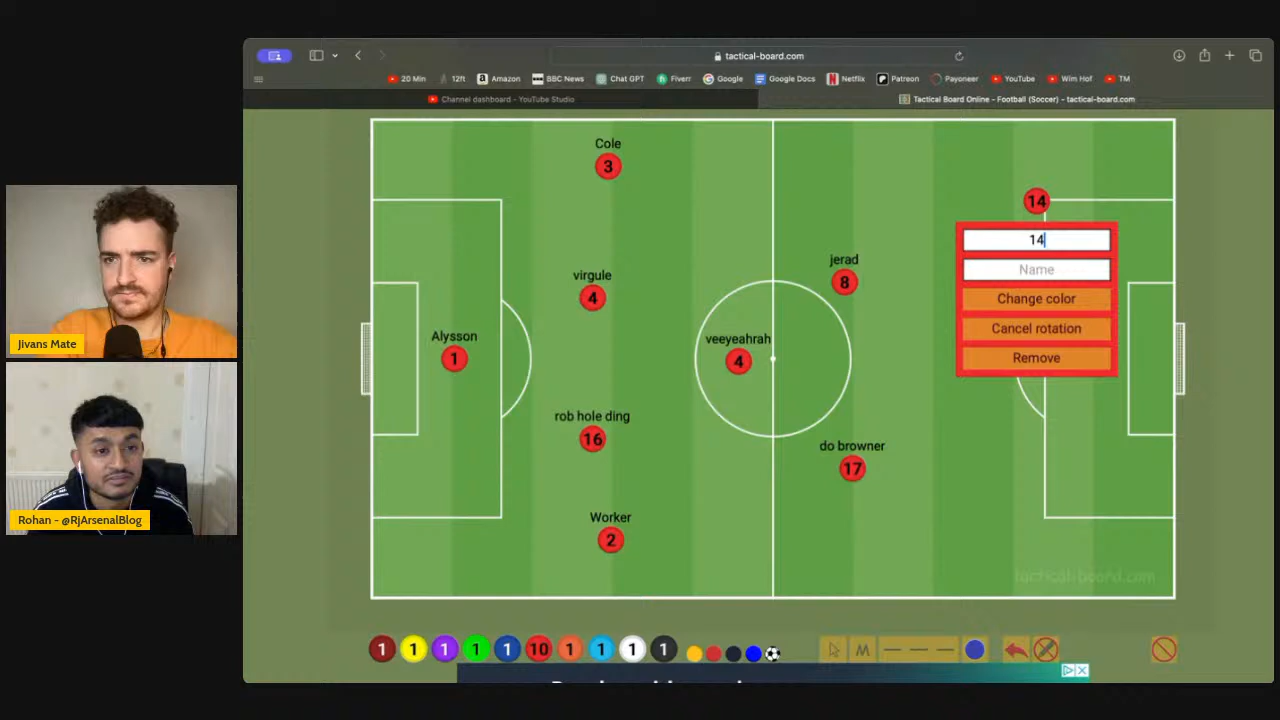 tactical-board.com
20 Min
12ft
Amazon
BBC News
Chat GPT
Fiverr
Google
Google Docs
Netflix
Patreon
Payoneer
YouTube
Wim Hof
TM
Channel dashboard - YouTube Studio
Tactical Board Online - Football (Soccer) - tactical-board.com
Cole
3
14
14
Name
Change color
Cancel rotation
Remove
jerad
8
virgule
4
Alysson
1
veeyeahrah
4
rob hole ding
16
do browner
17
Worker
2
tactical-board.com
Jivans Mate
Rohan - @RjArsenalBlog
1 1 1 1 1 10 1 1 1 1
M